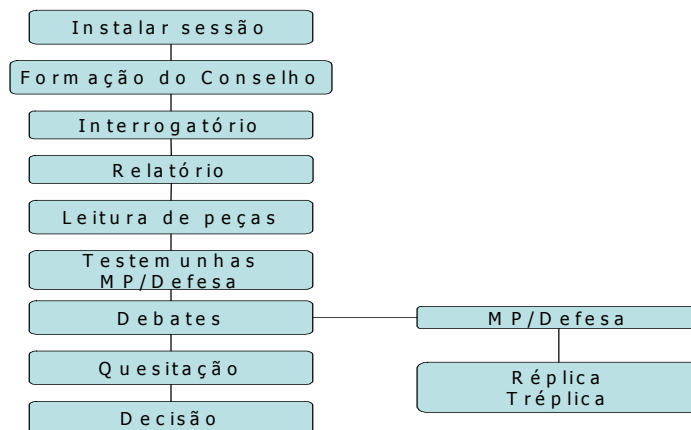 Instalar sessão
Formação do Conselho
Interrogatório
Relatório
Leitura de peças
Testemunhas
MP/Defesa
Debates
MP/Defesa
Quesitação
Réplica
Tréplica
Decisão